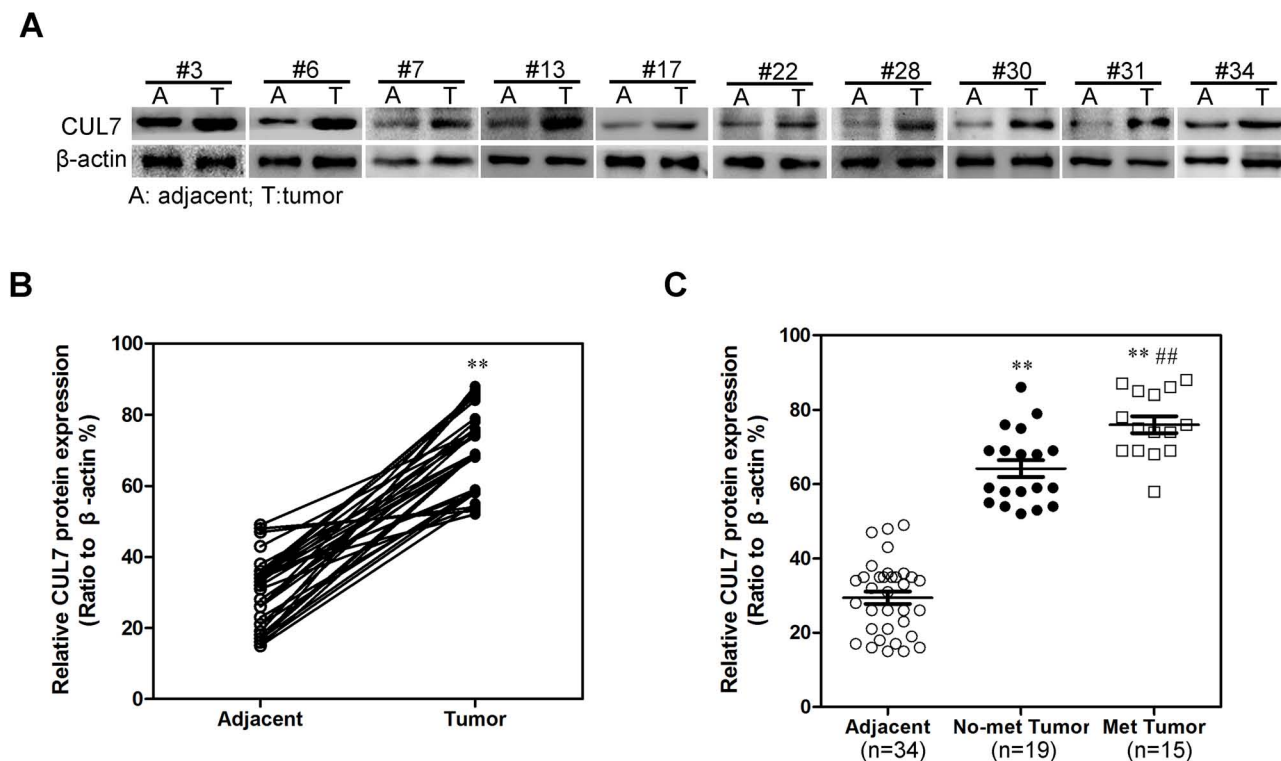 A
#3 #6 #7 #13 #17 #22 #28 #30 #31 #34
A T A T A T A T A T A T A T A T A T A T
CUL7
β-actin
A: adjacent; T:tumor
B
Relative CUL7 protein expression
(Ratio to β -actin %)
100
80
60
40
20
0
**
Adjacent Tumor
C
Relative CUL7 protein expression
(Ratio to β -actin %)
100
80
60
40
20
0
**
** ##
Adjacent No-met Tumor Met Tumor
(n=34) (n=19) (n=15)